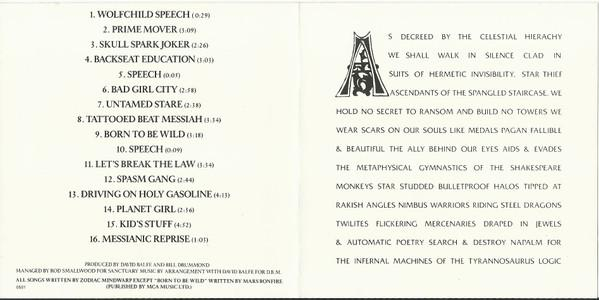 1. WOLFCHILD SPEECH (0:29)
2. PRIME MOVER (3:09)
3. SKULL SPARK JOKER (2:26)
4. BACKSEAT EDUCATION (3:03)
5. SPEECH (0:05)
6. BAD GIRL CITY (2:58)
7. UNTAMED STARE (2:38)
8. TATTOOED BEAT MESSIAH (3:34)
9. BORN TO BE WILD (3:18)
10. SPEECH (0:09)
11. LET'S BREAK THE LAW (3:34)
12. SPASM GANG (2:44)
13. DRIVING ON HOLY GASOLINE (4:13)
14. PLANET GIRL (2:56)
15. KID'S STUFF (4:52)
16. MESSIANIC REPRISE (1:03)
PRODUCED BY DAVID BALFE AND BILL DRUMMOND
MANAGED BY ROD SMALLWOOD FOR SANCTUARY MUSIC BY ARRANGEMENT WITH DAVID BALFE FOR D.B.M.
ALL SONGS WRITTEN BY ZODIAC MINDWARP EXCEPT "BORN TO BE WILD" WRITTEN BY MARS BONFIRE
(PUBLISHED BY MCA MUSIC LTD.)
0501
A'S DECREED BY THE CELESTIAL HIERACHY
WE SHALL WALK IN SILENCE CLAD IN
SUITS OF HERMETIC INVISIBILITY. STAR THIEF
ASCENDANTS OF THE SPANGLED STAIRCASE. WE
HOLD NO SECRET TO RANSOM AND BUILD NO TOWERS WE
WEAR SCARS ON OUR SOULS LIKE MEDALS PAGAN FALLIBLE
& BEAUTIFUL THE ALLY BEHIND OUR EYES AIDS & EVADES
THE METAPHYSICAL GYMNASTICS OF THE SHAKESPEARE
MONKEYS STAR STUDDED BULLETPROOF HALOS TIPPED AT
RAKISH ANGLES NIMBUS WARRIORS RIDING STEEL DRAGONS
TWILITES FLICKERING MERCENARIES DRAPED IN JEWELS
& AUTOMATIC POETRY SEARCH & DESTROY NAPALM FOR
THE INFERNAL MACHINES OF THE TYRANNOSAURUS LOGIC